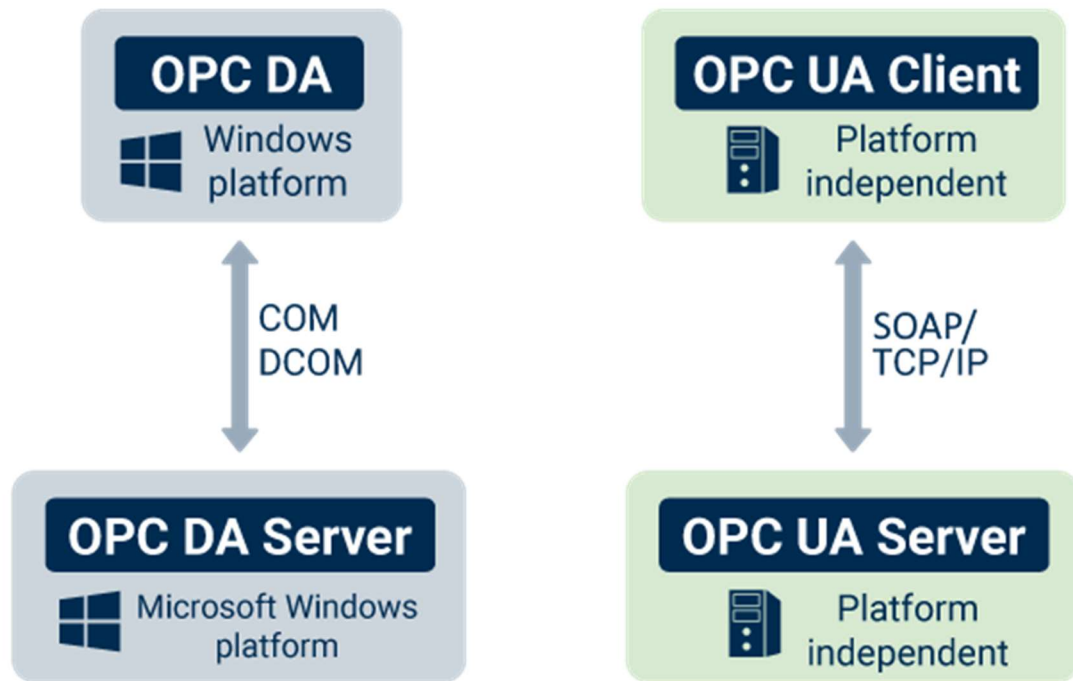 OPC DA
Windows
platform
COM
DCOM
OPC DA Server
Microsoft Windows
platform
OPC UA Client
Platform
independent
SOAP/
TCP/IP
OPC UA Server
Platform
independent